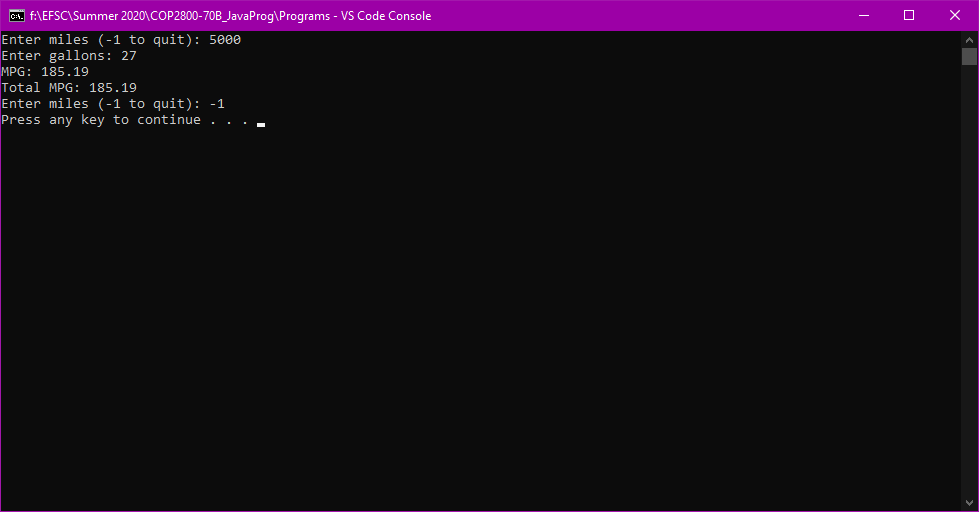 f:\EFSC\Summer 2020\COP2800-70B_JavaProg\Programs - VS Code Console
Enter miles (-1 to quit): 5000
Enter gallons: 27
MPG: 185.19
Total MPG: 185.19
Enter miles (-1 to quit): -1
Press any key to continue . . .